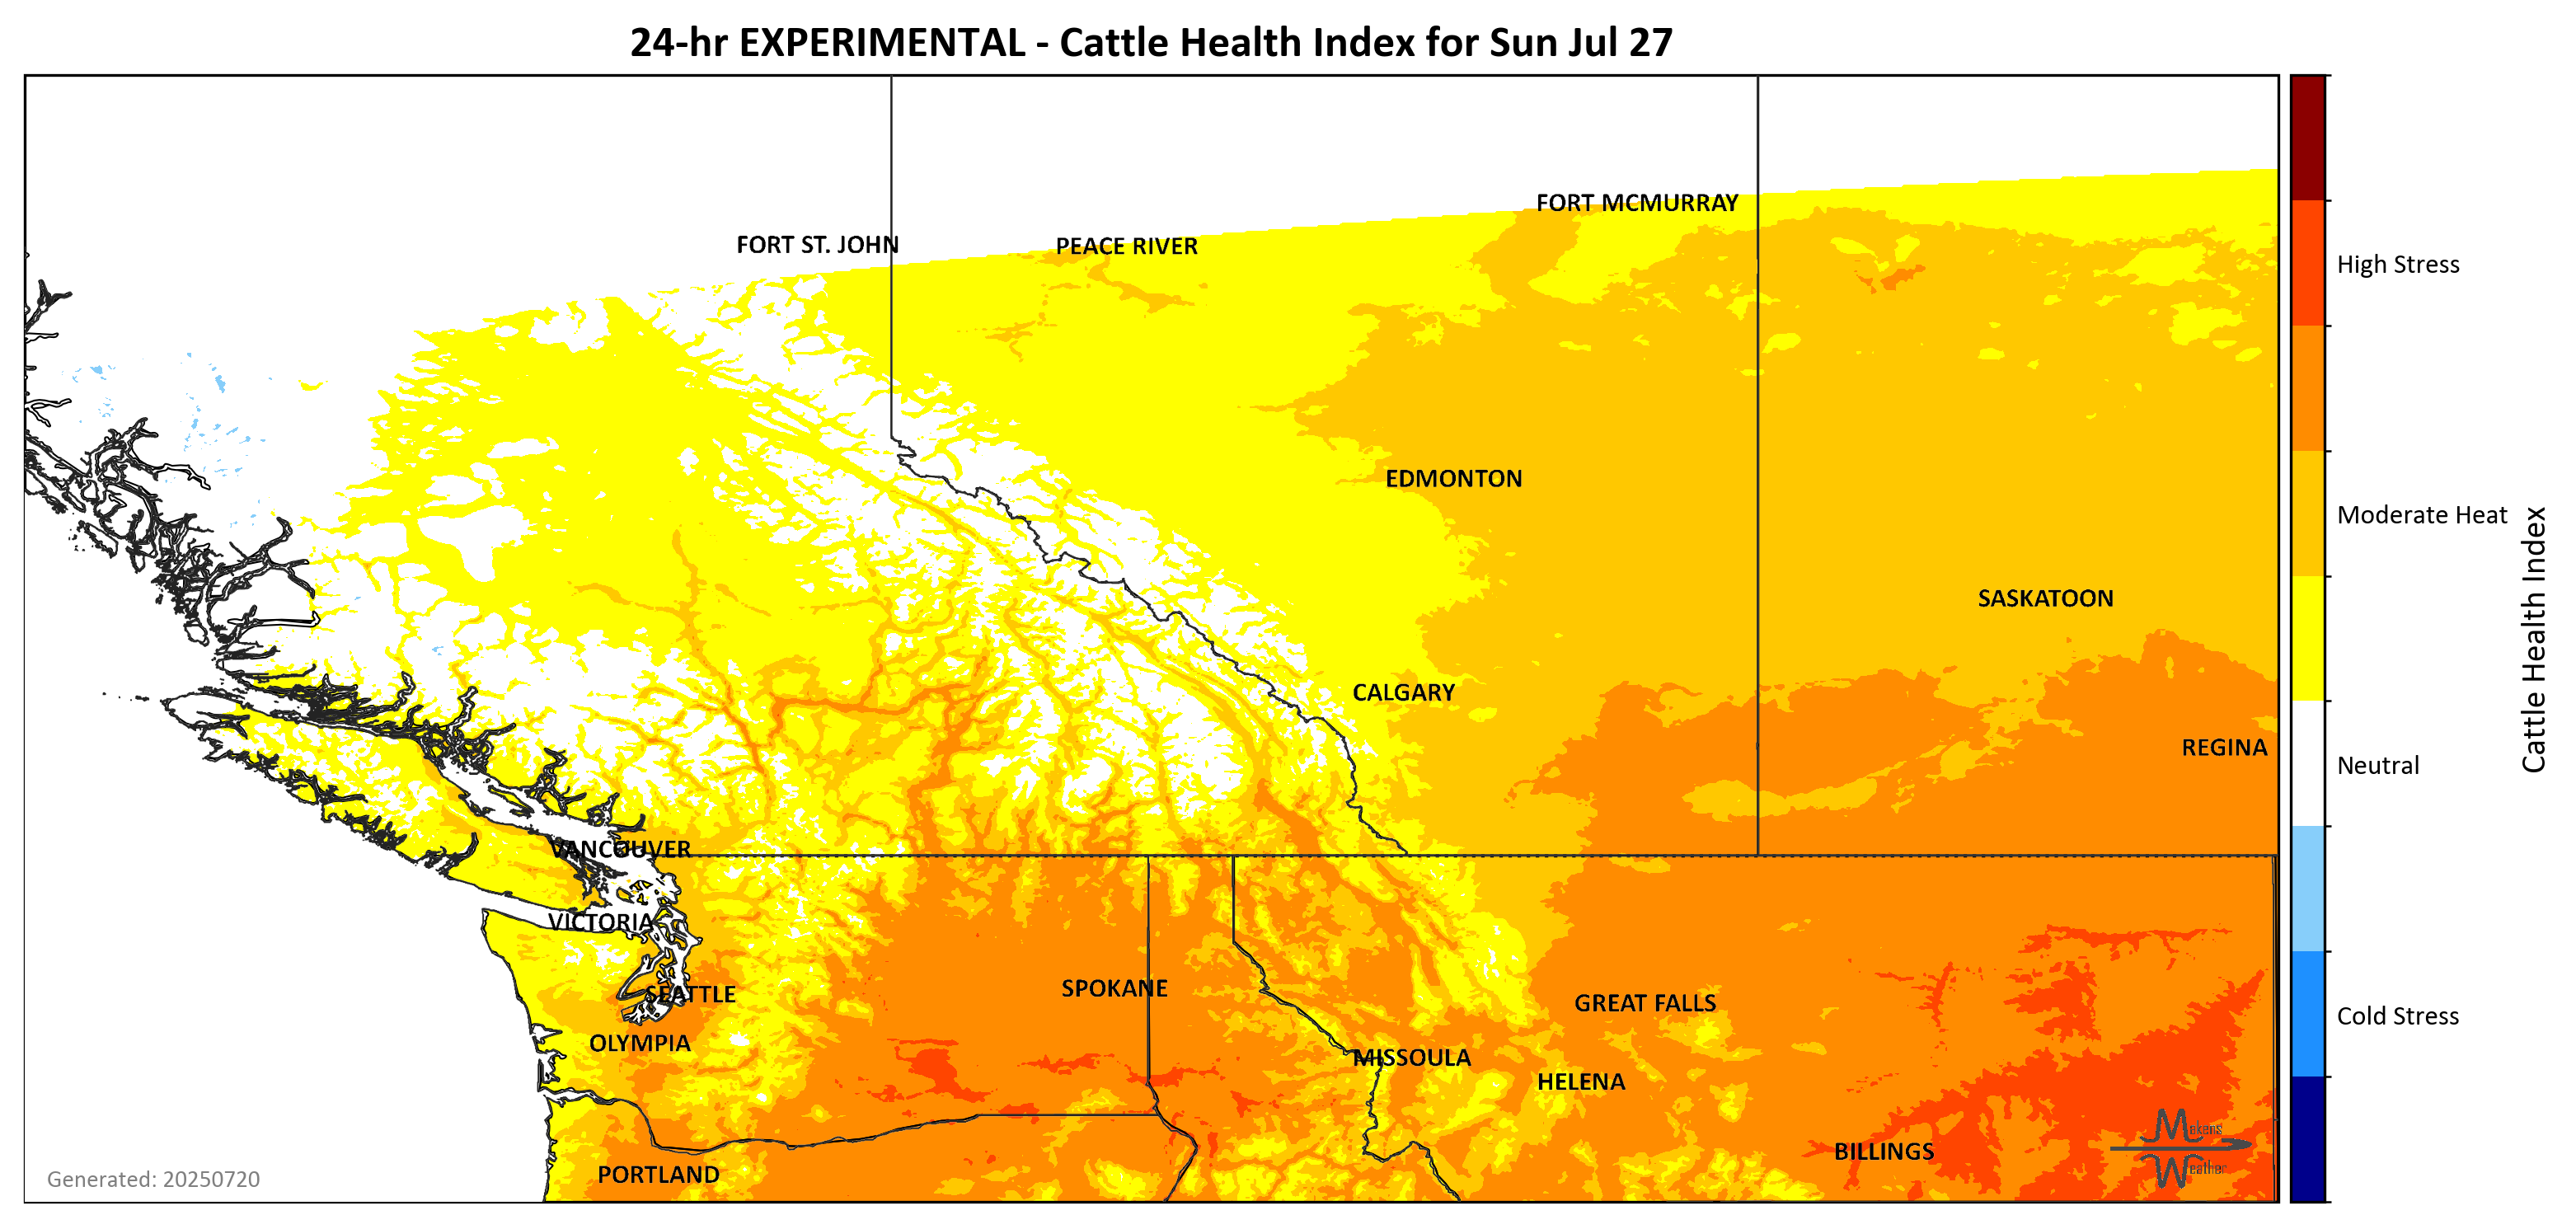 24-hr EXPERIMENTAL - Cattle Health Index for Sun Jul 27
FORT MCMURRAY
FORT ST. JOHN
PEACE RIVER
High Stress
EDMONTON
Moderate Heat
SASKATOON
CALGARY
REGINA
Neutral
Cattle Health Index
VANCOUVER
VICTORIA
SPOKANE
SEATTLE
GREAT FALLS
Cold Stress
OLYMPIA
MISSOULA
HELENA
Makens
BILLINGS
Weather
PORTLAND
Generated: 20250720